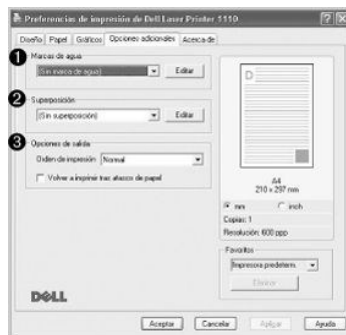 Preferencias de impresión de Dell Laser Printer 1110
Diseño Papel Gráficos Opciones adicionales Acerca de
1
Marcas de agua
(Sin marca de agua) Editar
2
Superposición
(Sin superposición) Editar
3
Opciones de salida
Orden de impresión Normal
Volver a imprimir tras atasco de papel
A4
210 x 297 mm
mm inch
Copias: 1
Resolución: 600 ppp
Favoritos
Impresora predeterm.
Eliminar
DELL
Aceptar Cancelar Aplicar Ayuda